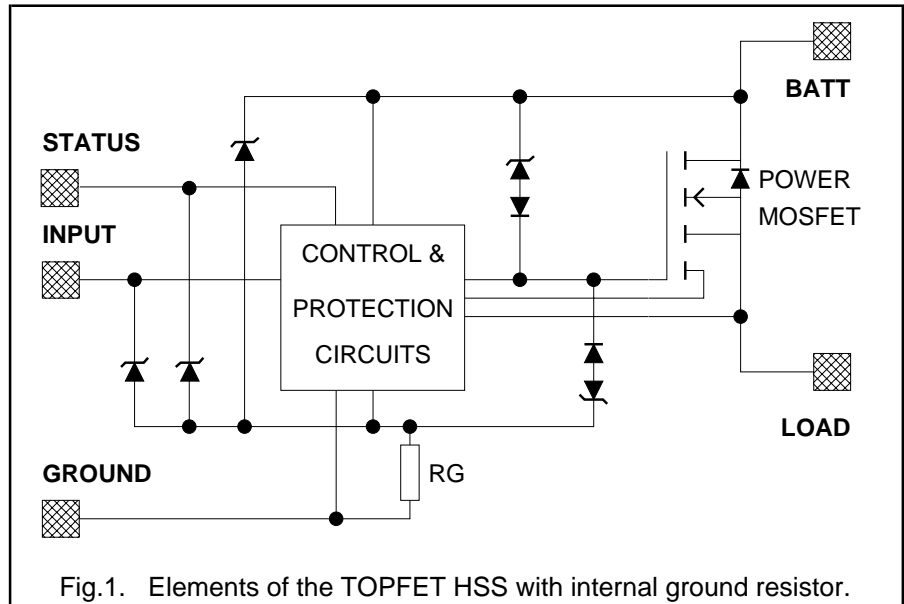 BATT
STATUS
POWER
MOSFET
INPUT
CONTROL &
PROTECTION
CIRCUITS
LOAD
RG
GROUND
Fig.1. Elements of the TOPFET HSS with internal ground resistor.